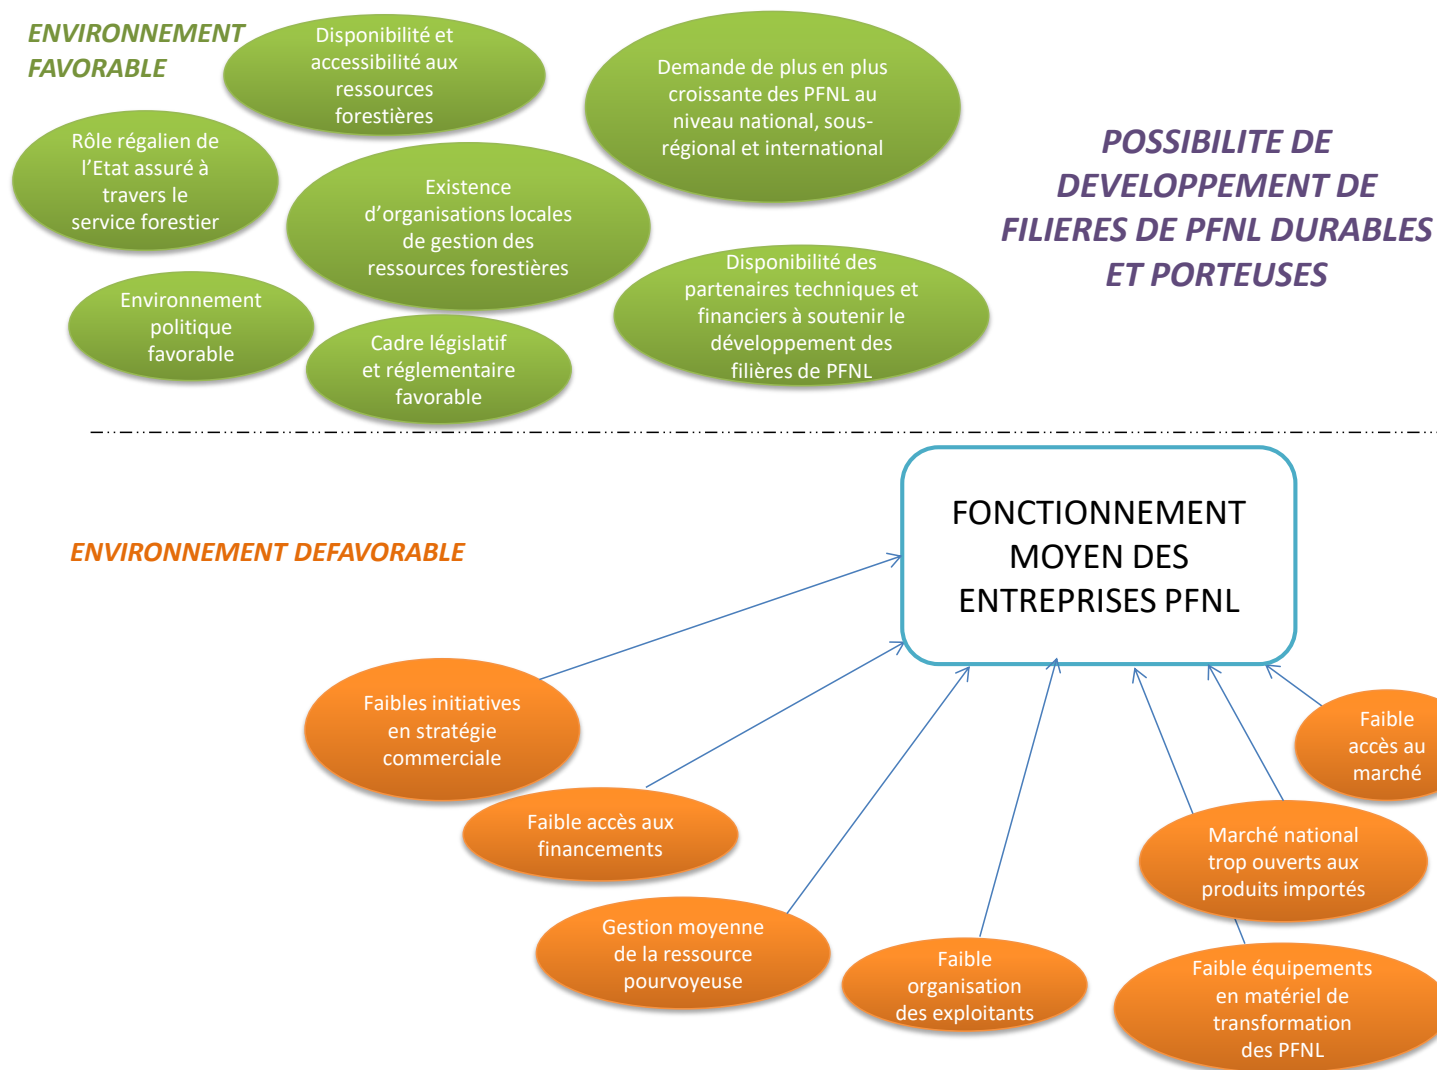 ENVIRONNEMENT
FAVORABLE
Disponibilité et
accessibilité aux
ressources
forestières
Demande de plus en plus
croissante des PFNL au
niveau national, sous-
régional et international
Rôle régalien de
l'Etat assuré à
travers le
service forestier
Existence
d'organisations locales
de gestion des
ressources forestières
POSSIBILITE DE
DEVELOPPEMENT DE
FILIERES DE PFNL DURABLES
ET PORTEUSES
Environnement
politique
favorable
Cadre législatif
et réglementaire
favorable
Disponibilité des
partenaires techniques et
financiers à soutenir le
développement des
filières de PFNL
ENVIRONNEMENT DEFAVORABLE
FONCTIONNEMENT
MOYEN DES
ENTREPRISES PFNL
Faibles initiatives
en stratégie
commerciale
Faible accès aux
financements
Gestion moyenne
de la ressource
pourvoyeuse
Faible
organisation
des exploitants
Faible
accès au
marché
Marché national
trop ouverts aux
produits importés
Faible équipements
en matériel de
transformation
des PFNL